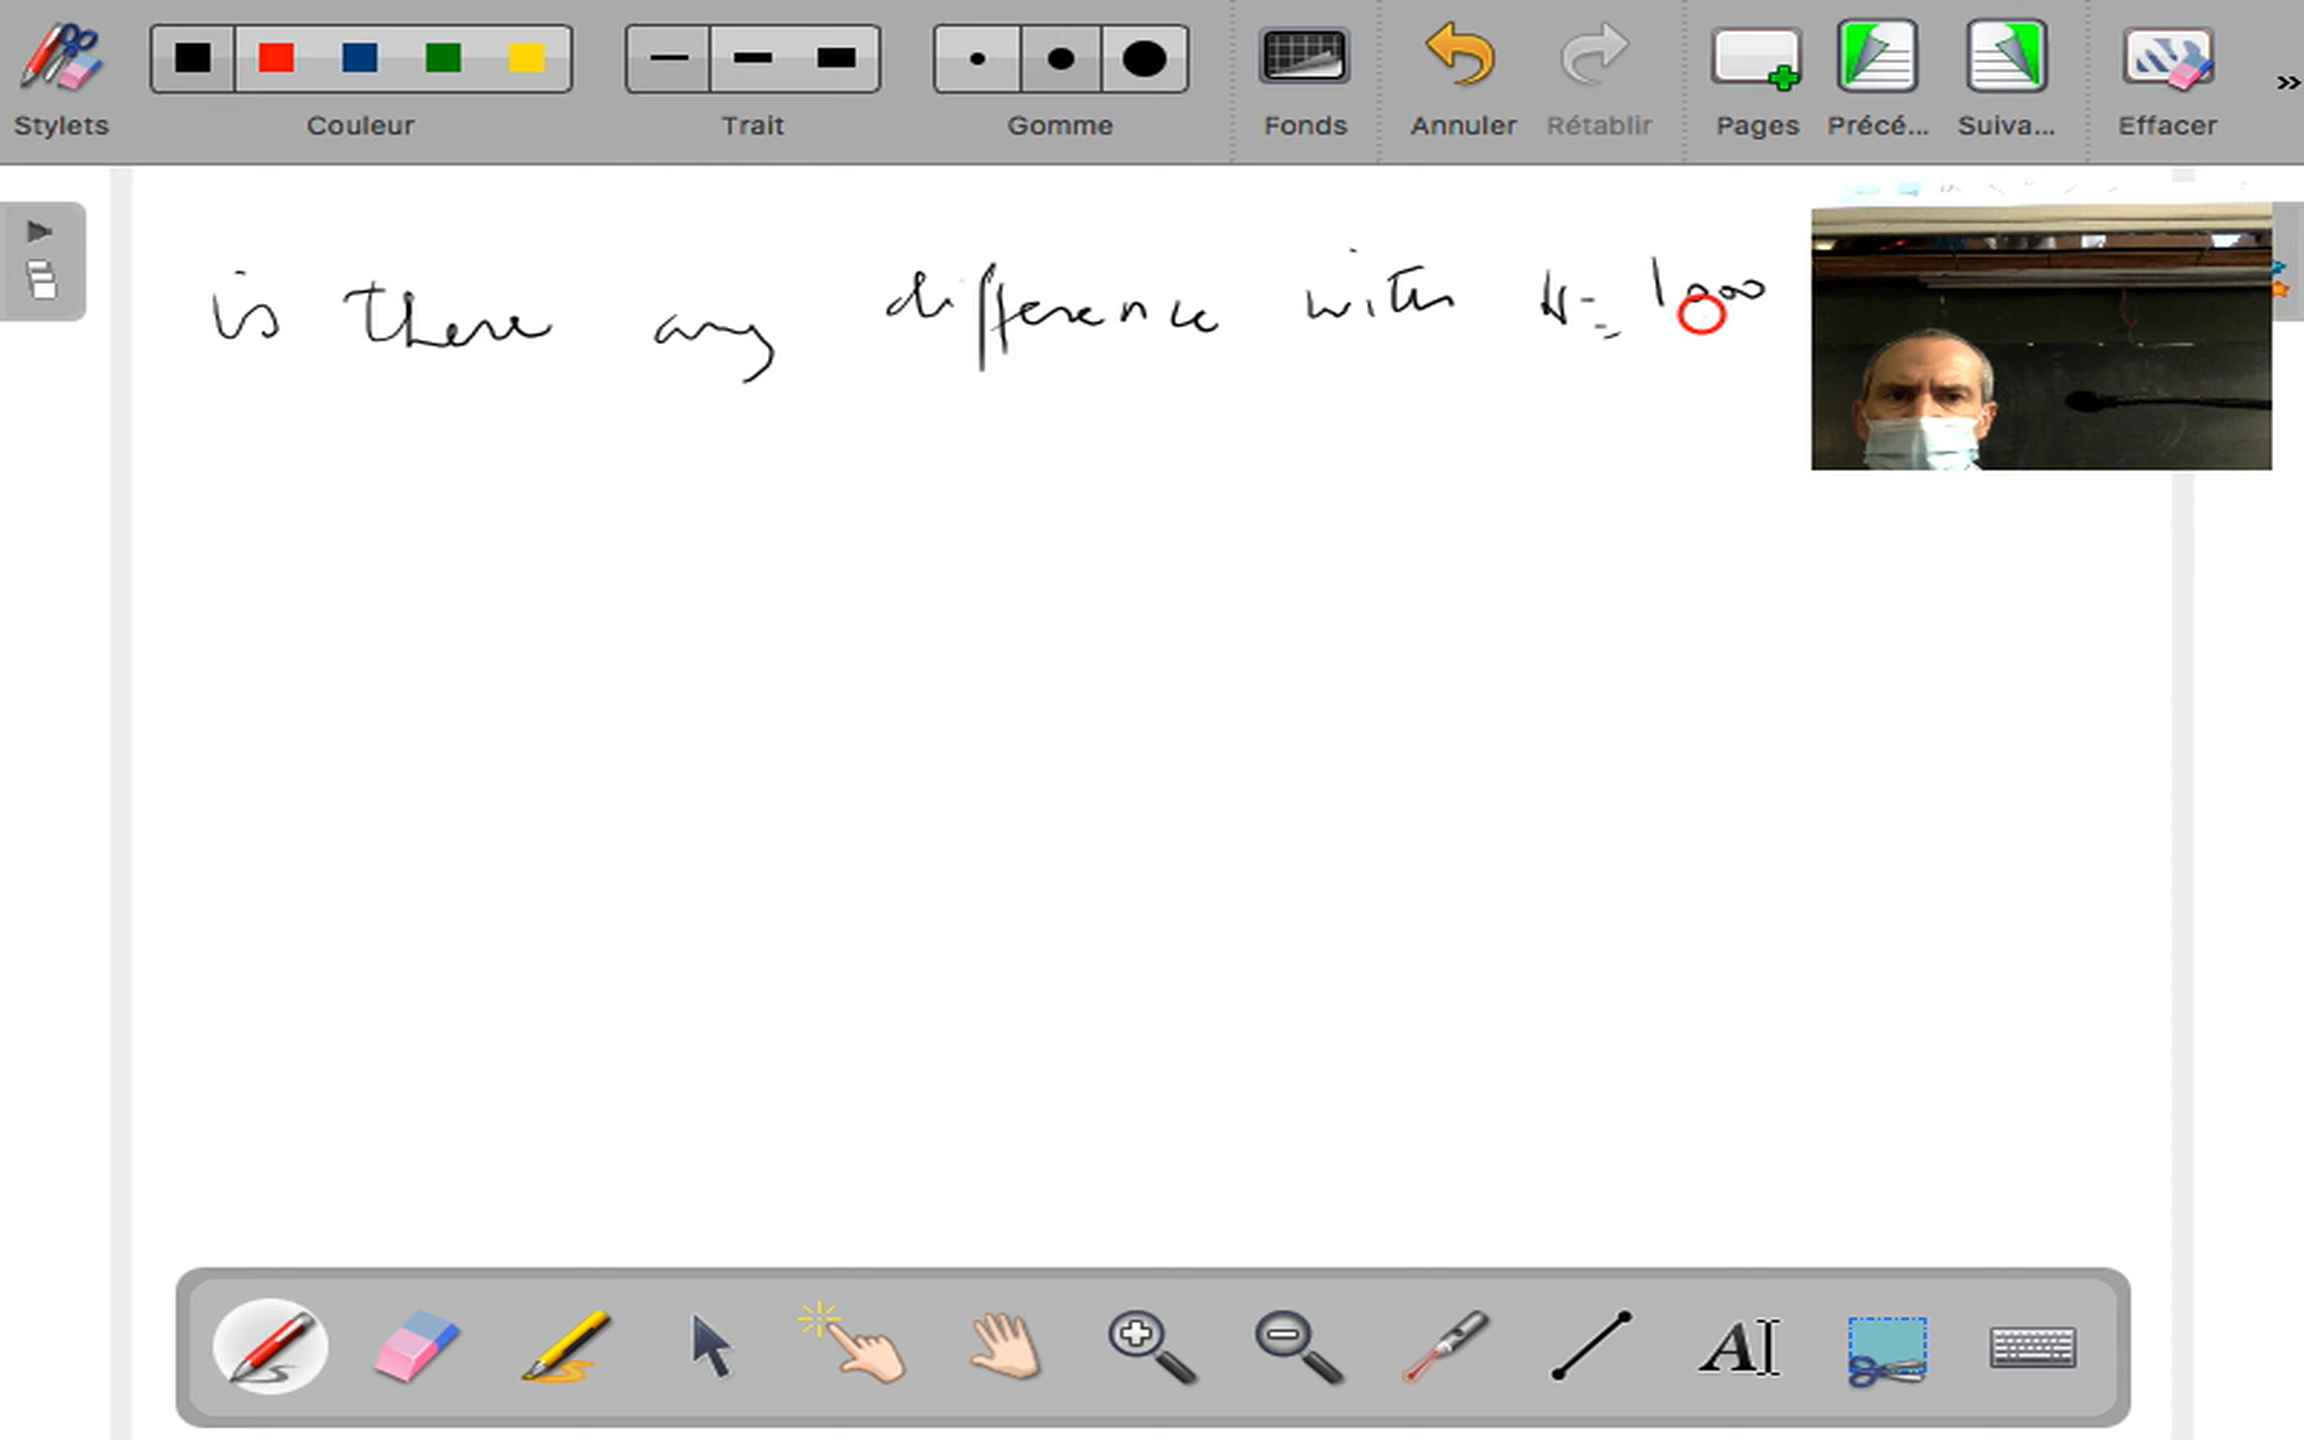 Stylets Couleur Trait Gomme Fonds Annuler Rétablir Pages Précé... Suiva... Effacer
is there any difference with N = 1000